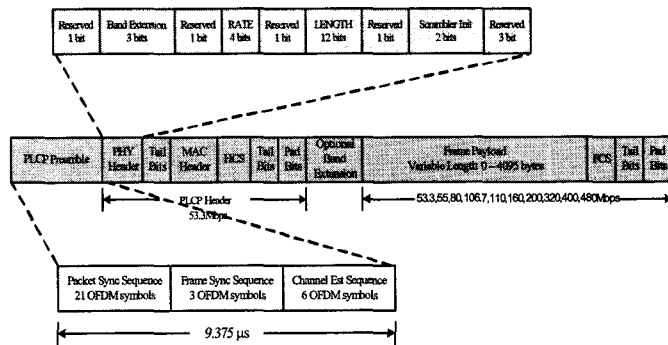 Reserved Band Extension Reserved RATE Reserved LENGTH Reserved Scrambler Init Reserved
1 bit 3 bits 1 bit 4 bits 1 bit 12 bits 1 bit 2 bits 3 bit
PLCP Preamble
PHY Header
Tail Bits
MAC Header
HCS
Tail Bits
Pad Bits
Optional Band Extension
Frame Payload
Variable Length 0 – 4095 bytes
FCS
Tail Bits
Pad Bits
PLCP Header
53.3Mbps
53.3,55,80,106.7,110,160,200,320,400,480Mbps
Packet Sync Sequence Frame Sync Sequence Channel Est Sequence
21 OFDM symbols 3 OFDM symbols 6 OFDM symbols
9.375 μs